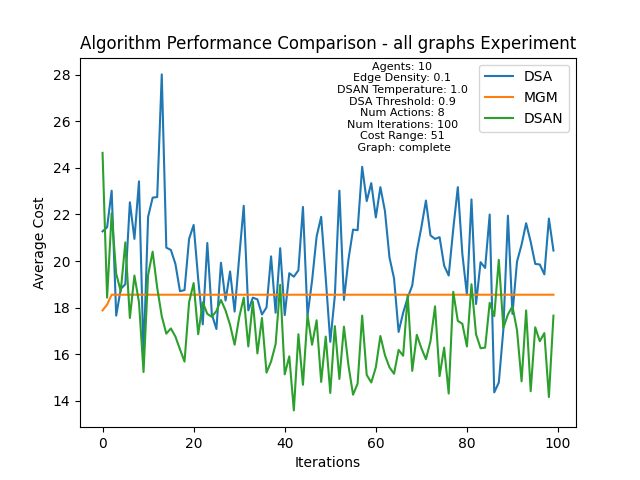 Algorithm Performance Comparison - all graphs Experiment
Agents: 10
Edge Density: 0.1
DSAN Temperature: 1.0
DSA Threshold: 0.9
Num Actions: 8
Num Iterations: 100
Cost Range: 51
Graph: complete
DSA
MGM
DSAN
Average Cost
28
26
24
22
20
18
16
14
0
20
40
60
80
100
Iterations